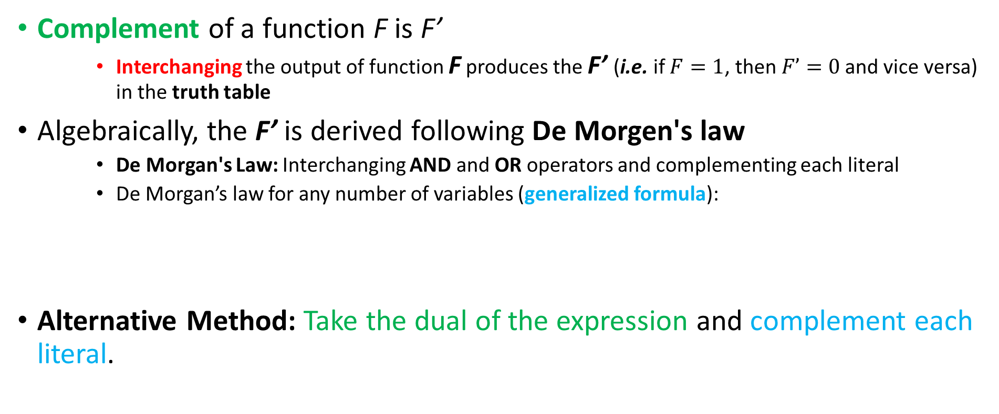 • Complement of a function F is F’
• Interchanging the output of function F produces the F’ (i.e. if F = 1, then F’ = 0 and vice versa)
in the truth table
• Algebraically, the F’ is derived following De Morgen's law
• De Morgan's Law: Interchanging AND and OR operators and complementing each literal
• De Morgan’s law for any number of variables (generalized formula):
• Alternative Method: Take the dual of the expression and complement each
literal.